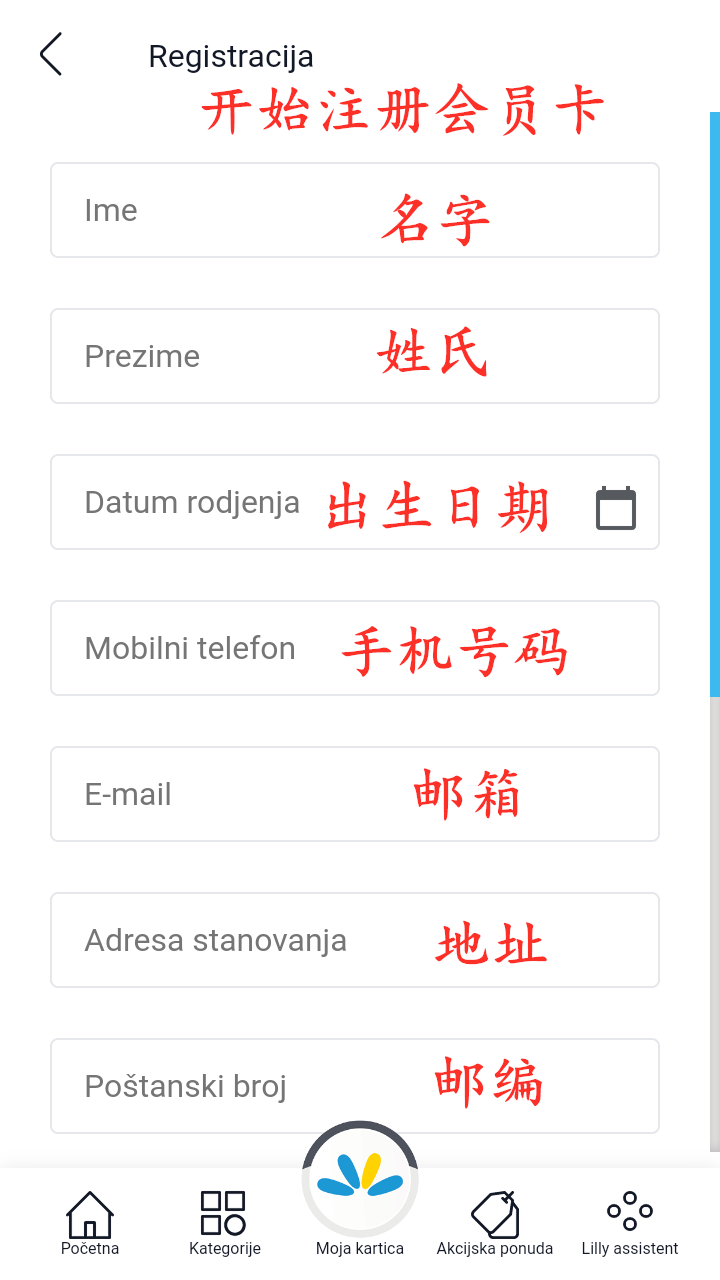 Registracija
开始注册会员卡
Ime 名字
Prezime 姓氏
Datum rodjenja 出生日期
Mobilni telefon 手机号码
E-mail 邮箱
Adresa stanovanja 地址
Poštanski broj 邮编
Početna Kategorije Moja kartica Akcijska ponuda Lilly assistent